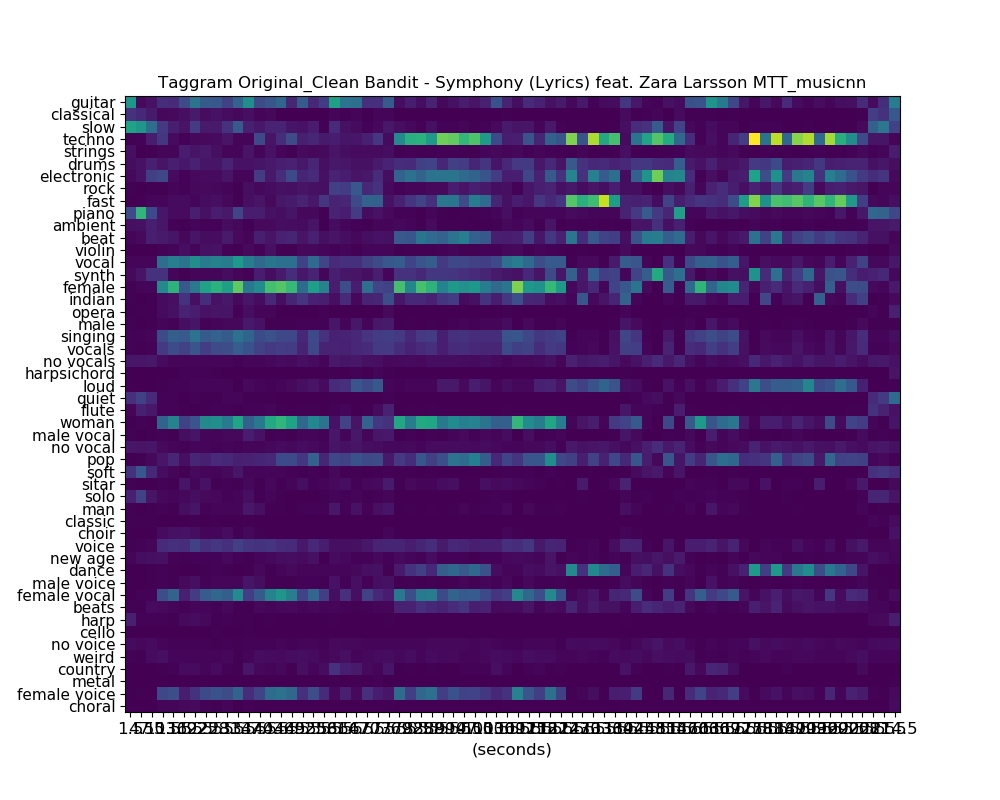 Taggram Original_Clean Bandit - Symphony (Lyrics) feat. Zara Larsson MTT_musicnn
guitar
classical
slow
techno
strings
drums
electronic
rock
fast
piano
ambient
beat
violin
vocal
synth
female
indian
opera
male
singing
vocals
no vocals
harpsichord
loud
quiet
flute
woman
male vocal
no vocal
pop
soft
sitar
solo
man
classic
choir
voice
new age
dance
male voice
female vocal
beats
harp
cello
no voice
weird
country
metal
female voice
choral
(seconds)